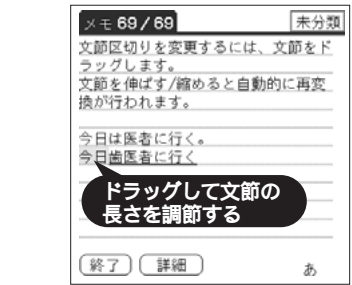 メモ 69/69
未分類
文節区切りを変更するには、文節をド
ラッグします。
文節を伸ばす/縮めると自動的に再変
換が行われます。
今日は医者に行く。
今日歯医者に行く
ドラッグして文節の
長さを調節する
終了
詳細
あ